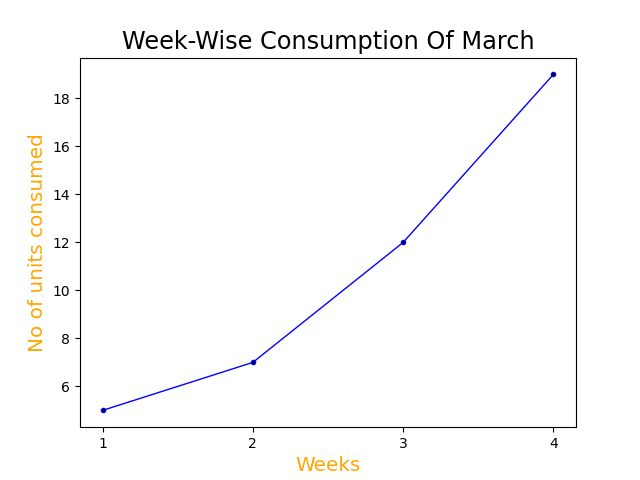 Week-Wise Consumption Of March
No of units consumed
18
16
14
12
10
8
6
1 2 3 4
Weeks